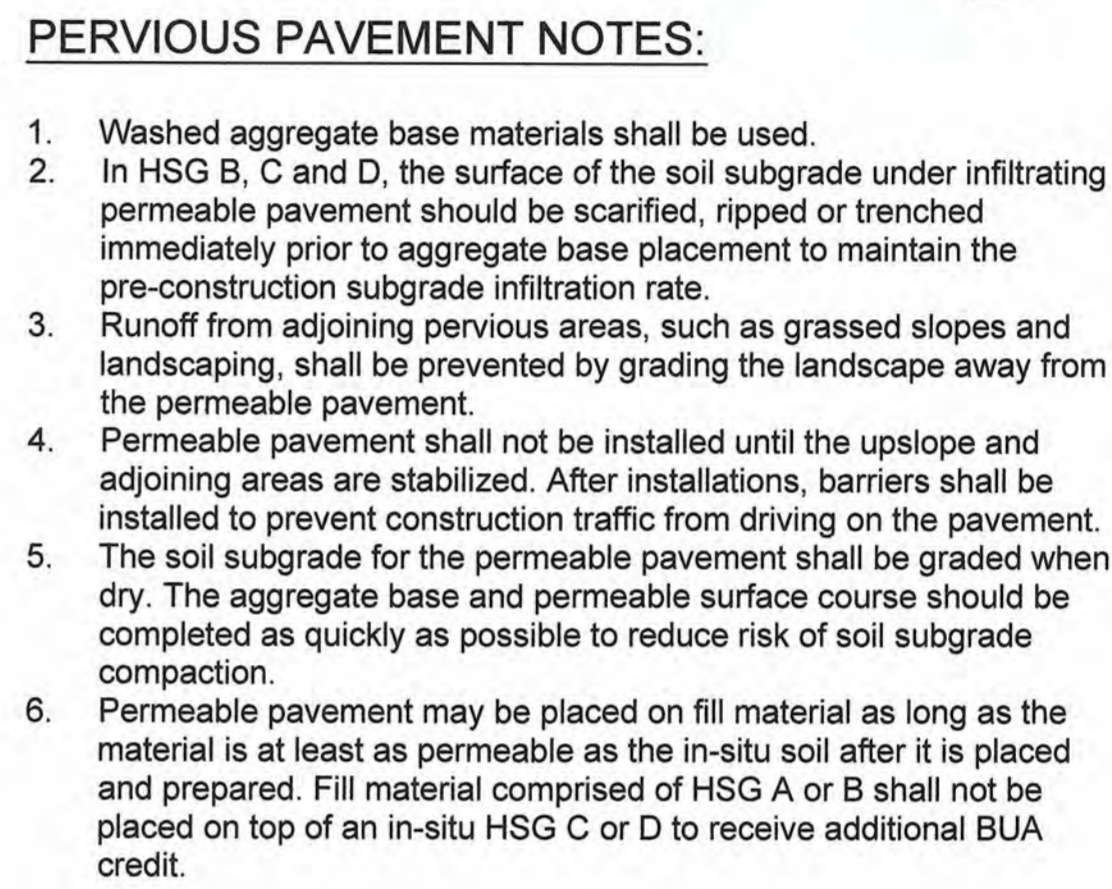 PERVIOUS PAVEMENT NOTES:
1. Washed aggregate base materials shall be used.
2. In HSG B, C and D, the surface of the soil subgrade under infiltrating
permeable pavement should be scarified, ripped or trenched
immediately prior to aggregate base placement to maintain the
pre-construction subgrade infiltration rate.
3. Runoff from adjoining pervious areas, such as grassed slopes and
landscaping, shall be prevented by grading the landscape away from
the permeable pavement.
4. Permeable pavement shall not be installed until the upslope and
adjoining areas are stabilized. After installations, barriers shall be
installed to prevent construction traffic from driving on the pavement.
5. The soil subgrade for the permeable pavement shall be graded when
dry. The aggregate base and permeable surface course should be
completed as quickly as possible to reduce risk of soil subgrade
compaction.
6. Permeable pavement may be placed on fill material as long as the
material is at least as permeable as the in-situ soil after it is placed
and prepared. Fill material comprised of HSG A or B shall not be
placed on top of an in-situ HSG C or D to receive additional BUA
credit.